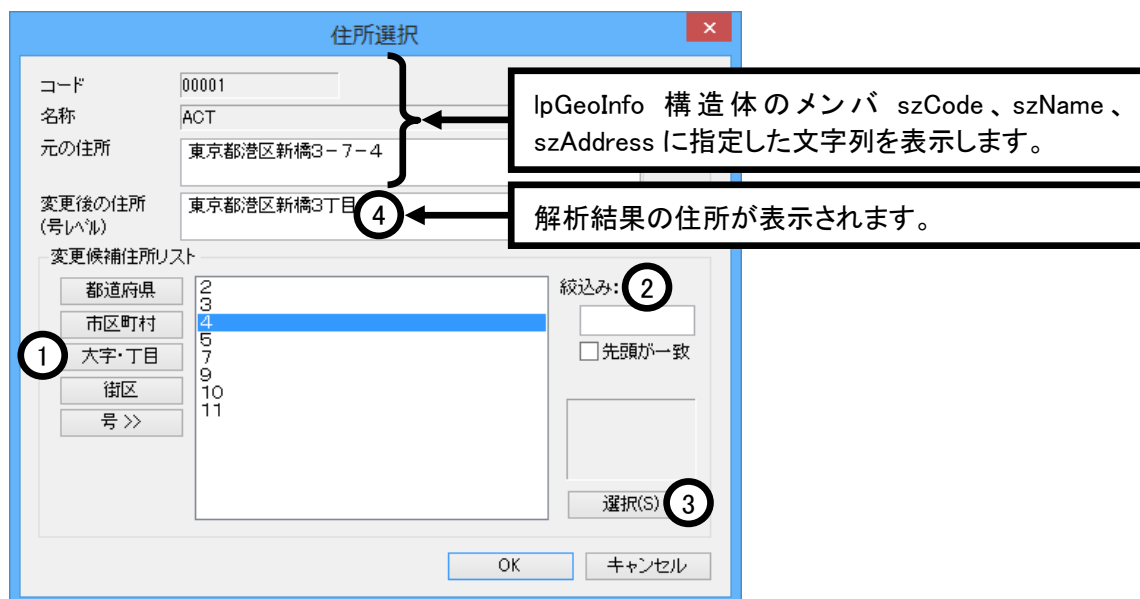 住所選択
×
コード
00001
名称
ACT
元の住所
東京都港区新橋3-7-4
lpGeoInfo 構造体のメンバ szCode、szName、
szAddress に指定した文字列を表示します。
変更後の住所
(号レベル)
東京都港区新橋3丁目
4
解析結果の住所が表示されます。
変更候補住所リスト
都道府県
市区町村
1
大字・丁目
街区
号 >>
2
3
4
5
7
9
10
11
絞込み:
2
先頭が一致
選択(S)
3
OK
キャンセル